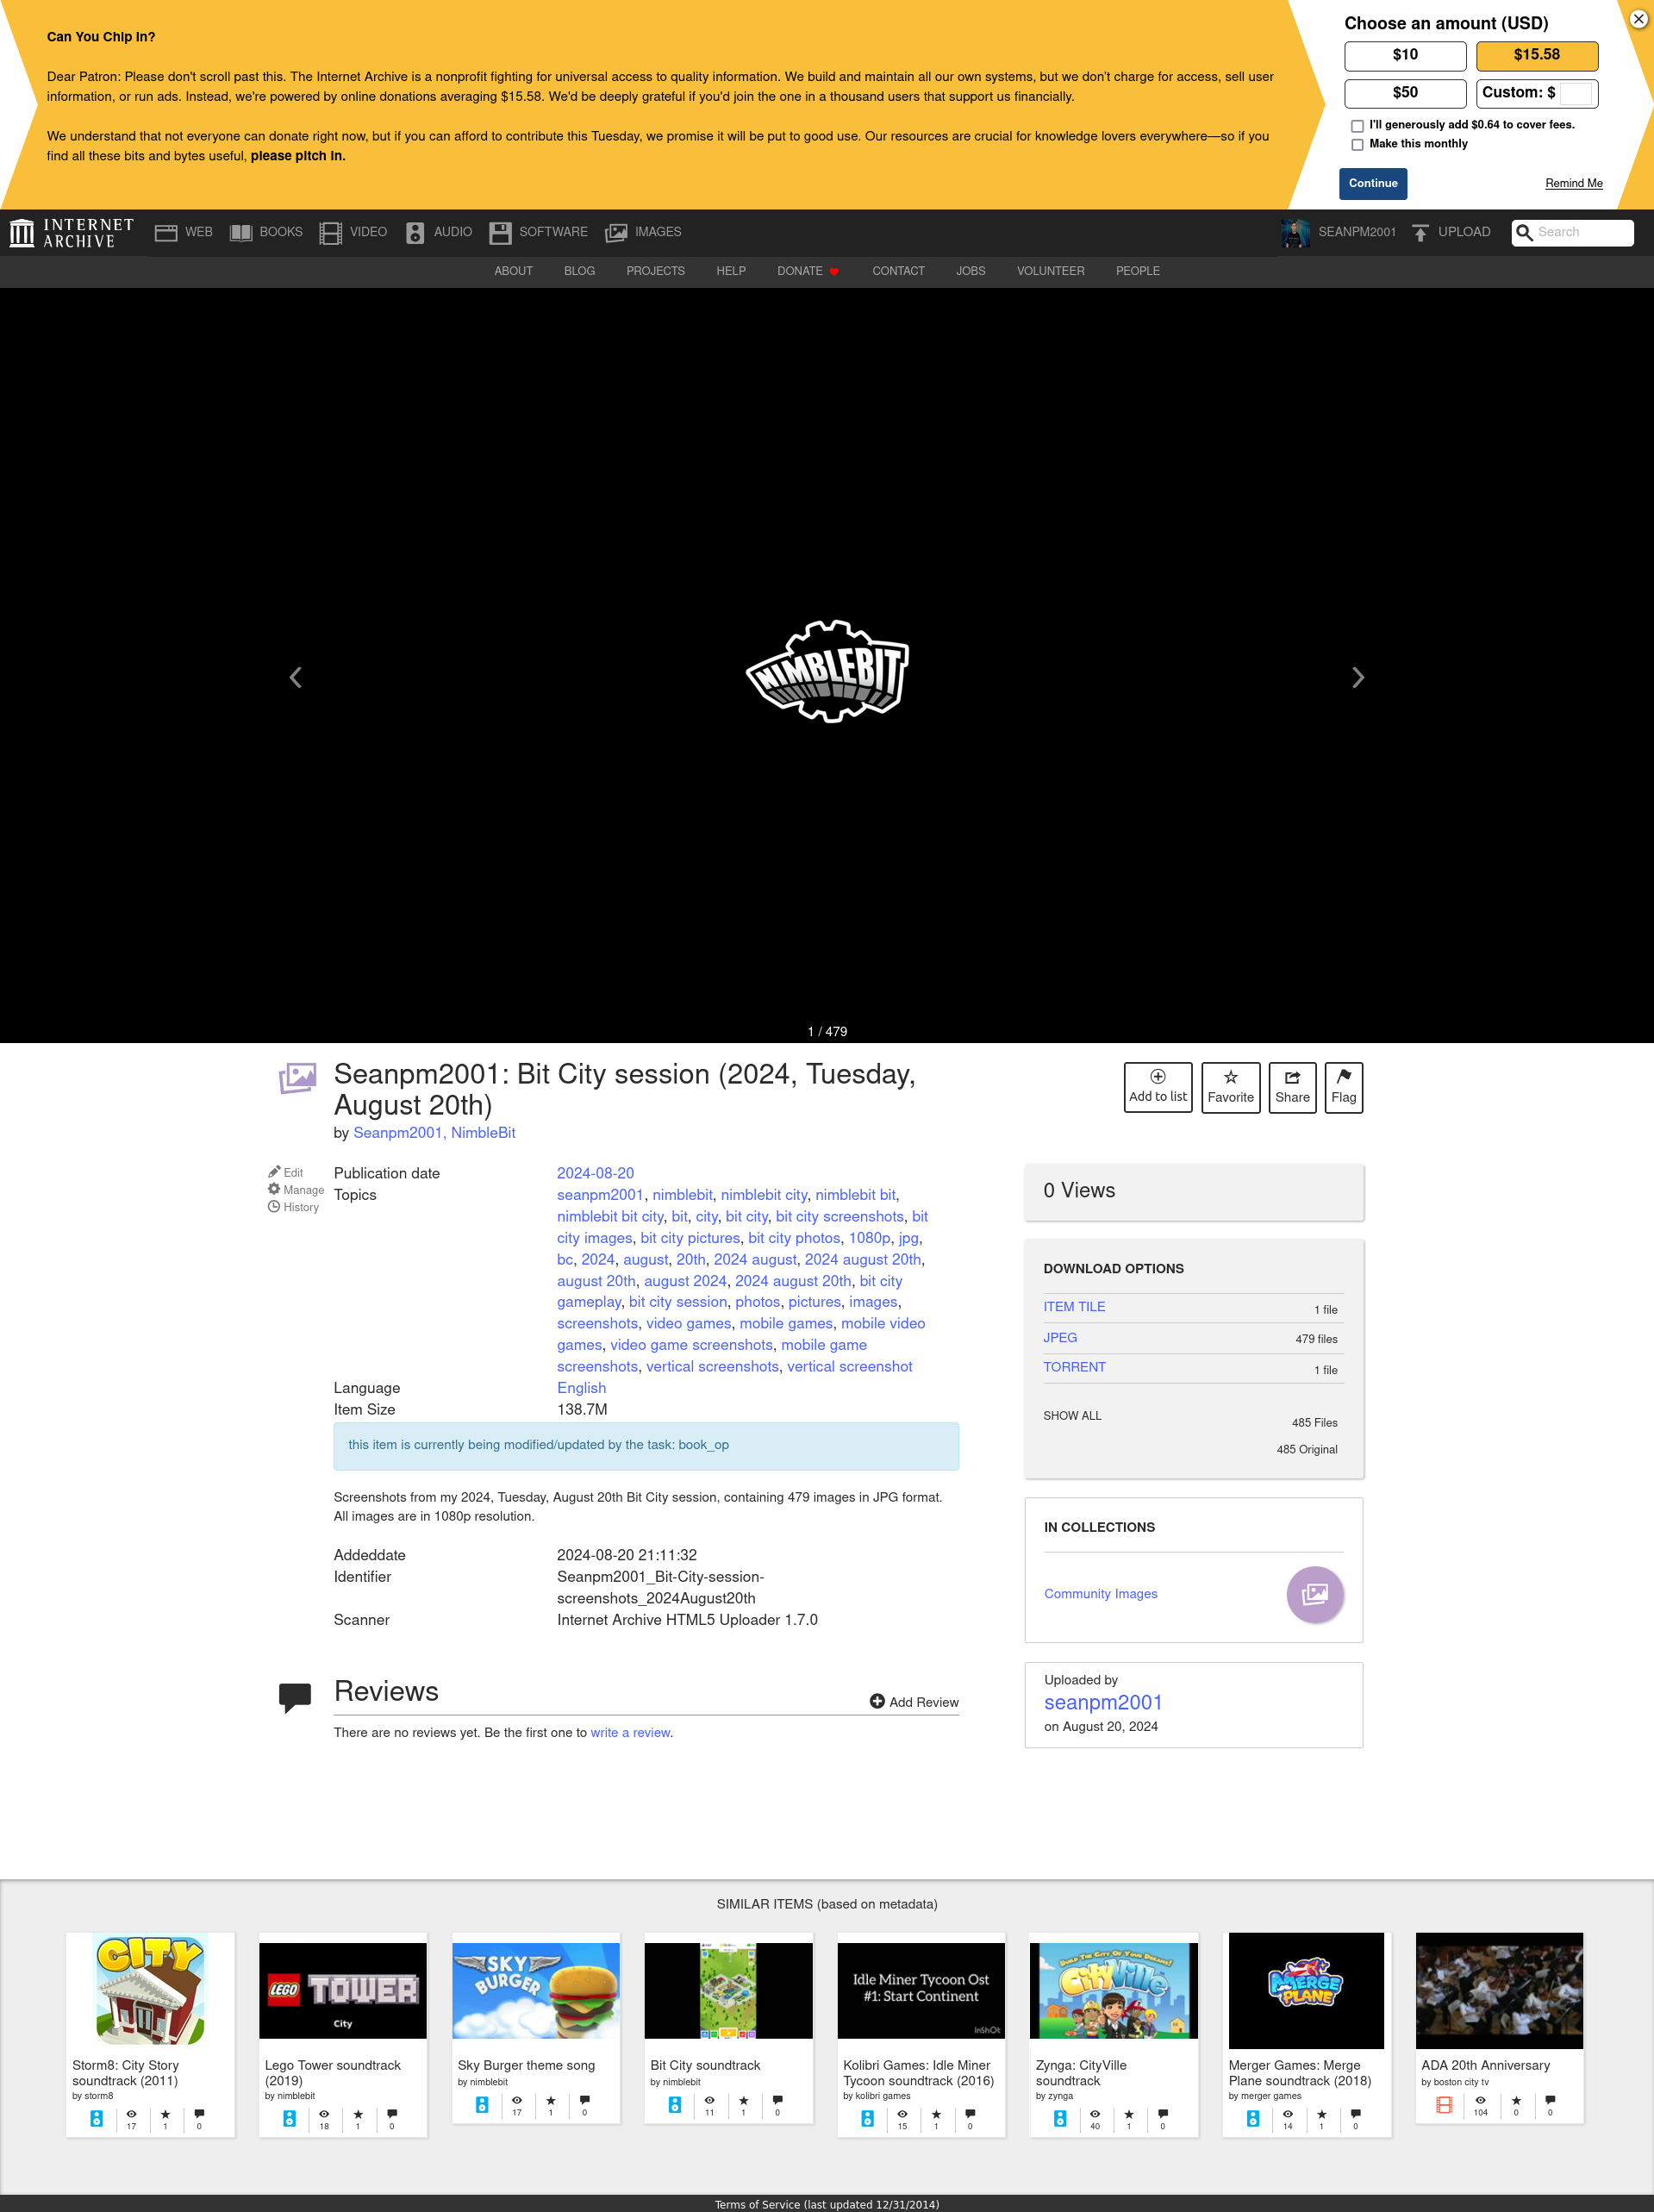 Can You Chip In?
Dear Patron: Please don't scroll past this. The Internet Archive is a nonprofit fighting for universal access to quality information. We build and maintain all our own systems, but we don't charge for access, sell user
information, or run ads. Instead, we're powered by online donations averaging $15.58. We'd be deeply grateful if you'd join the one in a thousand users that support us financially.
We understand that not everyone can donate right now, but if you can afford to contribute this Tuesday, we promise it will be put to good use. Our resources are crucial for knowledge lovers everywhere—so if you
find all these bits and bytes useful, please pitch in.
Choose an amount (USD)
$10 $15.58
$50 Custom: $
I'll generously add $0.64 to cover fees.
Make this monthly
Continue Remind Me
INTERNET ARCHIVE WEB BOOKS VIDEO AUDIO SOFTWARE IMAGES SEANPM2001 UPLOAD Search
ABOUT BLOG PROJECTS HELP DONATE CONTACT JOBS VOLUNTEER PEOPLE
NIMBLEBIT
1 / 479
Seanpm2001: Bit City session (2024, Tuesday,
August 20th)
by Seanpm2001, NimbleBit
Add to list Favorite Share Flag
Edit
Manage
History
Publication date 2024-08-20
Topics seanpm2001, nimblebit, nimblebit city, nimblebit bit,
nimblebit bit city, bit, city, bit city, bit city screenshots, bit
city images, bit city pictures, bit city photos, 1080p, jpg,
bc, 2024, august, 20th, 2024 august, 2024 august 20th,
august 20th, august 2024, 2024 august 20th, bit city
gameplay, bit city session, photos, pictures, images,
screenshots, video games, mobile games, mobile video
games, video game screenshots, mobile game
screenshots, vertical screenshots, vertical screenshot
Language English
Item Size 138.7M
this item is currently being modified/updated by the task: book_op
Screenshots from my 2024, Tuesday, August 20th Bit City session, containing 479 images in JPG format.
All images are in 1080p resolution.
Addeddate 2024-08-20 21:11:32
Identifier Seanpm2001_Bit-City-session-
screenshots_2024August20th
Scanner Internet Archive HTML5 Uploader 1.7.0
Reviews
Add Review
There are no reviews yet. Be the first one to write a review.
0 Views
DOWNLOAD OPTIONS
ITEM TILE 1 file
JPEG 479 files
TORRENT 1 file
SHOW ALL 485 Files
485 Original
IN COLLECTIONS
Community Images
Uploaded by
seanpm2001
on August 20, 2024
SIMILAR ITEMS (based on metadata)
CITY
Storm8: City Story
soundtrack (2011)
by storm8
17 1 0
LEGO TOWER
City
Lego Tower soundtrack
(2019)
by nimblebit
18 1 0
SKY
BURGER
Sky Burger theme song
by nimblebit
17 1 0
Bit City soundtrack
by nimblebit
11 1 0
Idle Miner Tycoon Ost
#1: Start Continent
InShOt
Kolibri Games: Idle Miner
Tycoon soundtrack (2016)
by kolibri games
15 1 0
BUILD THE CITY OF YOUR DREAMS!
CityVille
Zynga: CityVille
soundtrack
by zynga
40 1 0
MERGE
PLANE
Merger Games: Merge
Plane soundtrack (2018)
by merger games
14 1 0
ADA 20th Anniversary
by boston city tv
104 0 0
Terms of Service (last updated 12/31/2014)